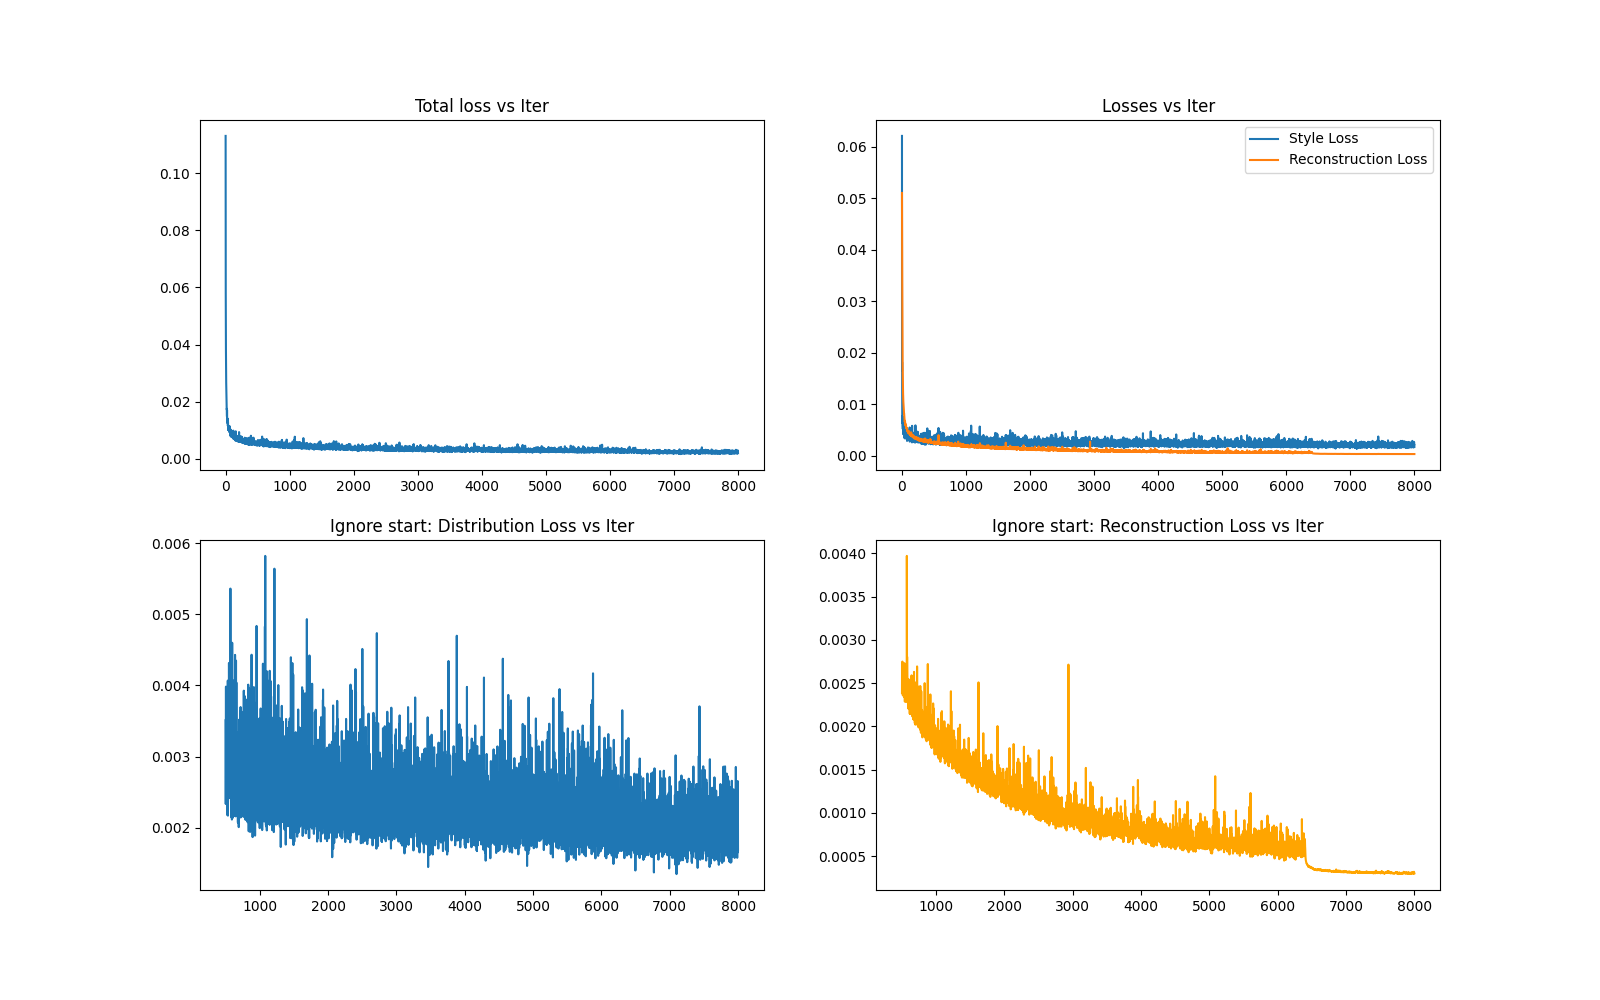 Total loss vs Iter
0.10
0.08
0.06
0.04
0.02
0.00
0 1000 2000 3000 4000 5000 6000 7000 8000
Losses vs Iter
Style Loss
Reconstruction Loss
0.06
0.05
0.04
0.03
0.02
0.01
0.00
0 1000 2000 3000 4000 5000 6000 7000 8000
Ignore start: Distribution Loss vs Iter
0.006
0.005
0.004
0.003
0.002
1000 2000 3000 4000 5000 6000 7000 8000
Ignore start: Reconstruction Loss vs Iter
0.0040
0.0035
0.0030
0.0025
0.0020
0.0015
0.0010
0.0005
1000 2000 3000 4000 5000 6000 7000 8000